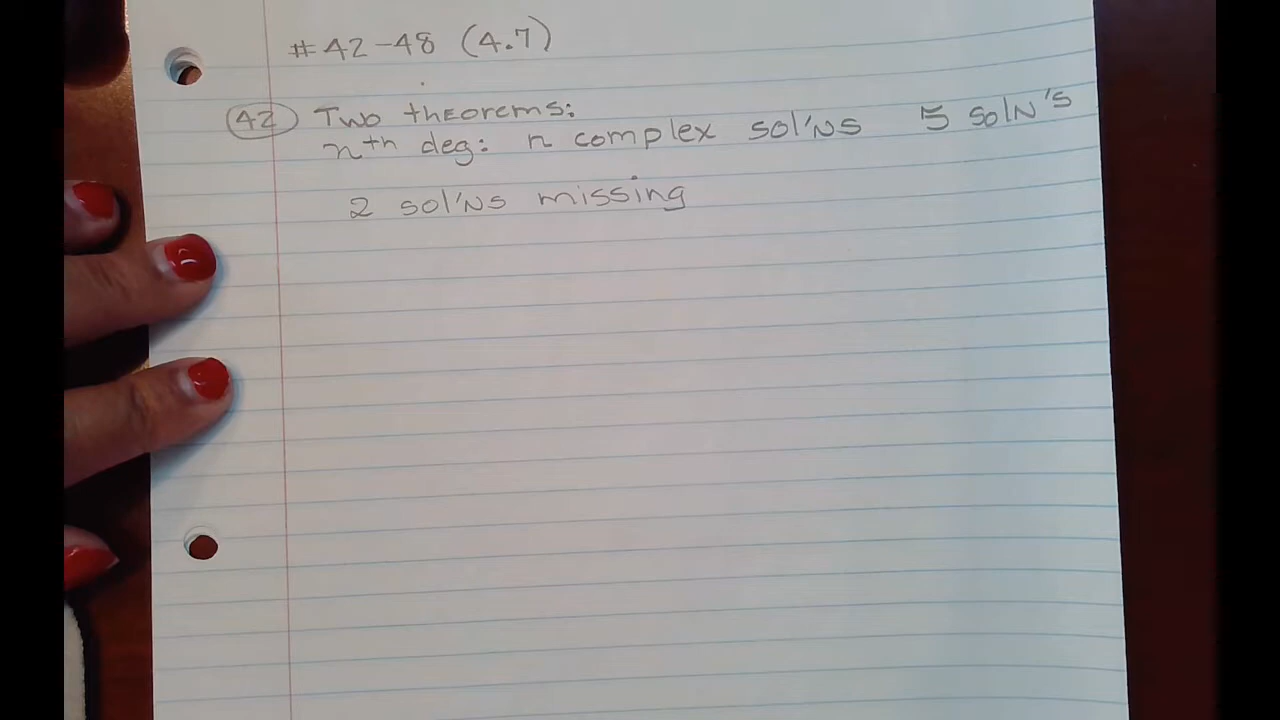 #42-48 (4.7)
42 Two theorems:
nth deg: n complex sol'Ns 5 solN's
2 sol'Ns missing